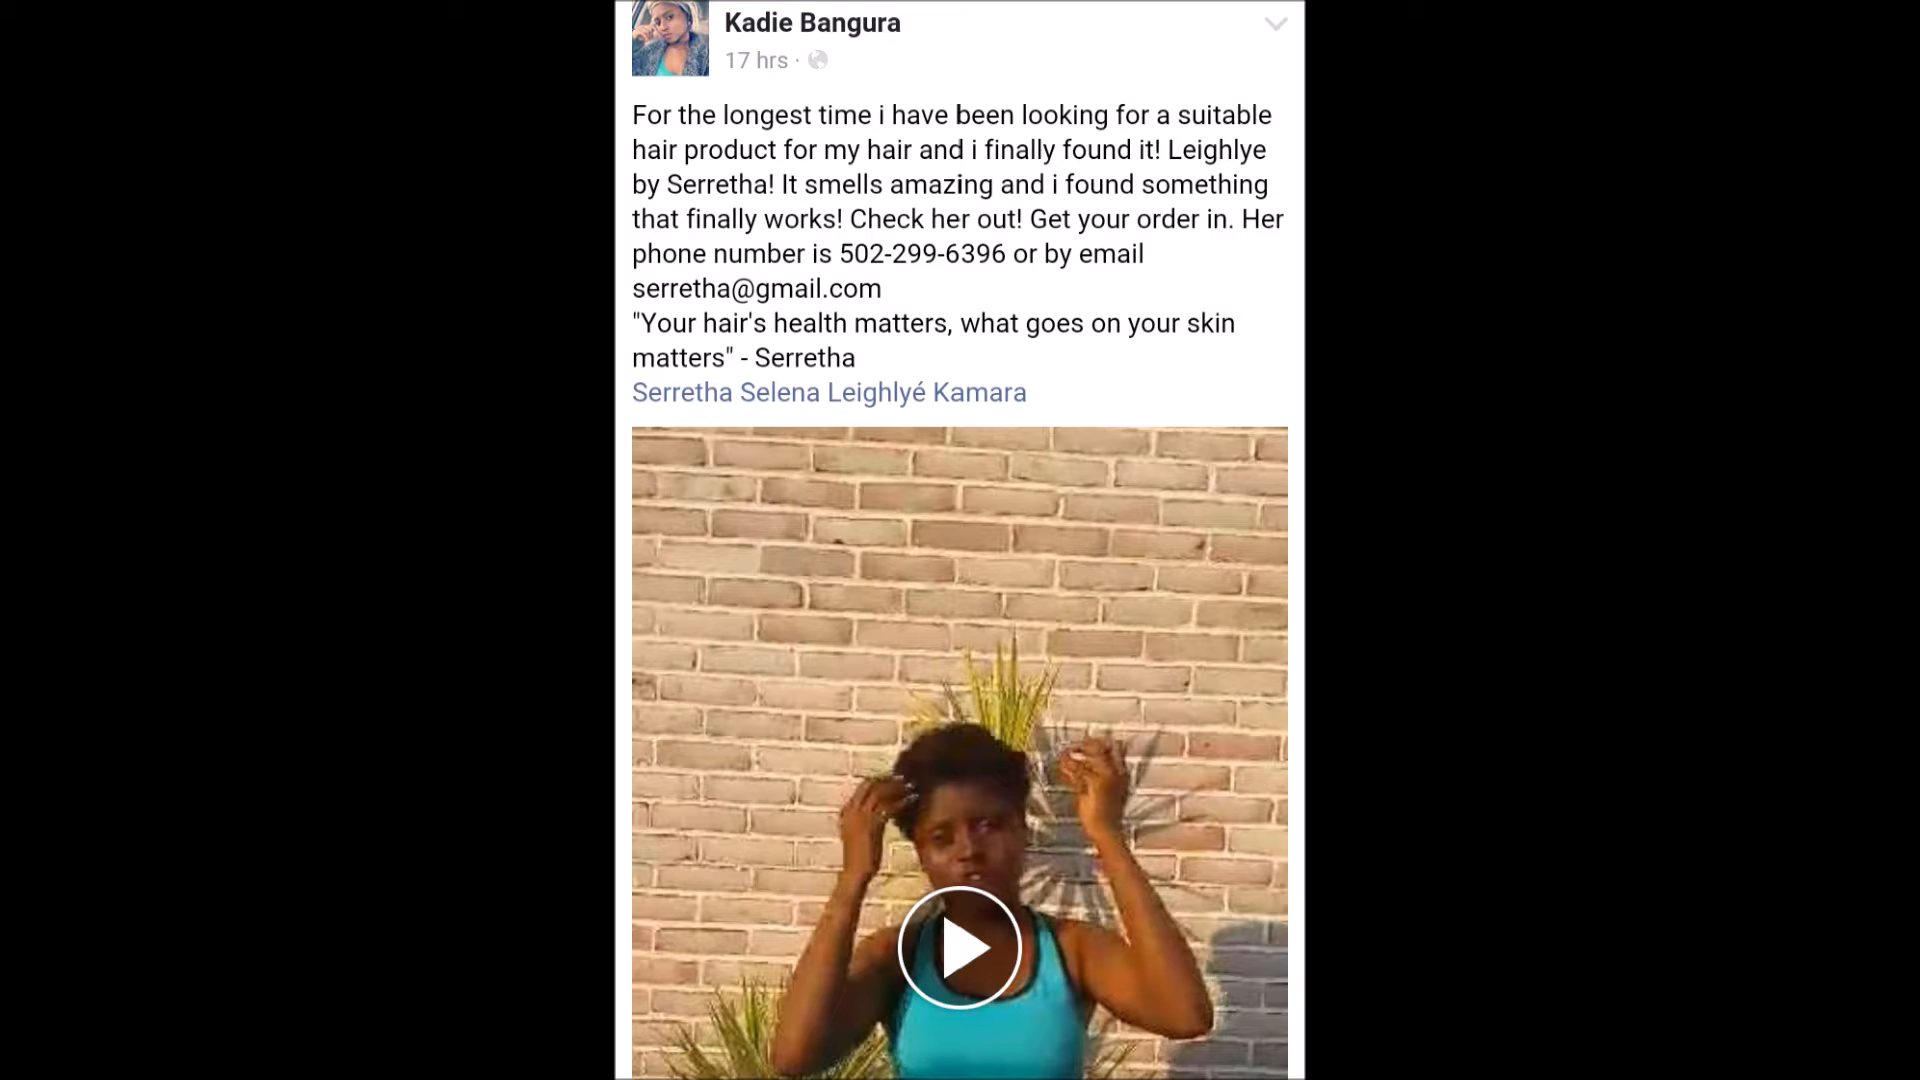 Kadie Bangura
17 hrs ·
For the longest time i have been looking for a suitable
hair product for my hair and i finally found it! Leighlye
by Serretha! It smells amazing and i found something
that finally works! Check her out! Get your order in. Her
phone number is 502-299-6396 or by email
serretha@gmail.com
"Your hair's health matters, what goes on your skin
matters" - Serretha
Serretha Selena Leighlyé Kamara